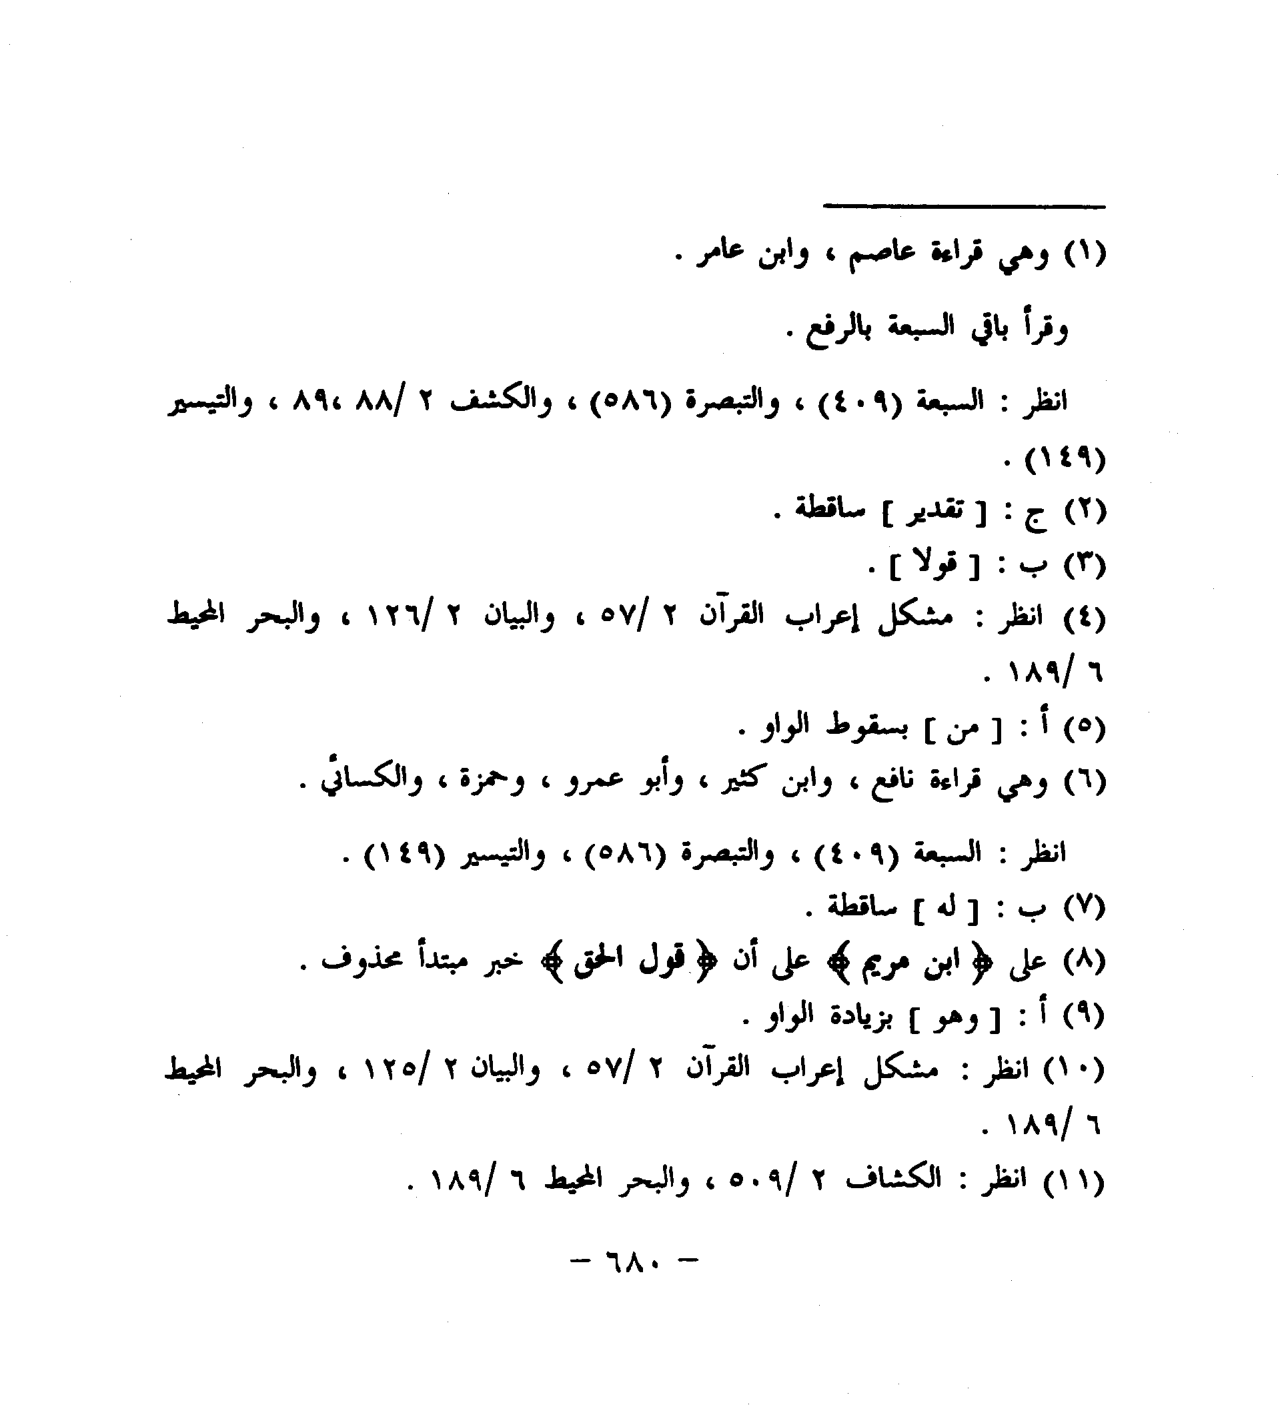 (١) وهي قراءة عاصم ، وابن عامر .
وقرأ باقي السبعة بالرفع .
انظر : السبعة (٤٠٩) ، والتبصرة (٥٨٦) ، والكشف ٢ /٨٨ ،٨٩ ، والتيسير
(١٤٩) .
(٢) ج : [ تقدير ] ساقطة .
(٣) ب : [ قولا ] .
(٤) انظر : مشكل إعراب القرآن ٢ /٥٧ ، والبيان ٢ /١٢٦ ، والبحر المحيط
٦ /١٨٩ .
(٥) أ : [ من ] بسقوط الواو .
(٦) وهي قراءة نافع ، وابن كثير ، وأبو عمرو ، وحمزة ، والكسائي .
انظر : السبعة (٤٠٩) ، والتبصرة (٥٨٦) ، والتيسير (١٤٩) .
(٧) ب : [ له ] ساقطة .
(٨) على ﴿ ابن مريم ﴾ على أن ﴿ قول الحق ﴾ خبر مبتدأ محذوف .
(٩) أ : [ وهو ] بزيادة الواو .
(١٠) انظر : مشكل إعراب القرآن ٢ /٥٧ ، والبيان ٢ /١٢٥ ، والبحر المحيط
٦ /١٨٩ .
(١١) انظر : الكشاف ٢ /٥٠٩ ، والبحر المحيط ٦ /١٨٩ .
– ٦٨٠ –